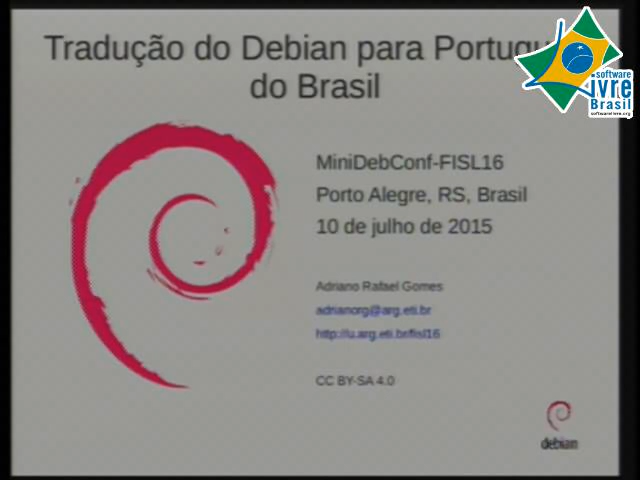 Tradução do Debian para Portugu
do Brasil
software
livre
Brasil
softwarelivre.org
MiniDebConf-FISL16
Porto Alegre, RS, Brasil
10 de julho de 2015
Adriano Rafael Gomes
adrianorg@arg.eti.br
http://u.arg.eti.br/fisl16
CC BY-SA 4.0
debian